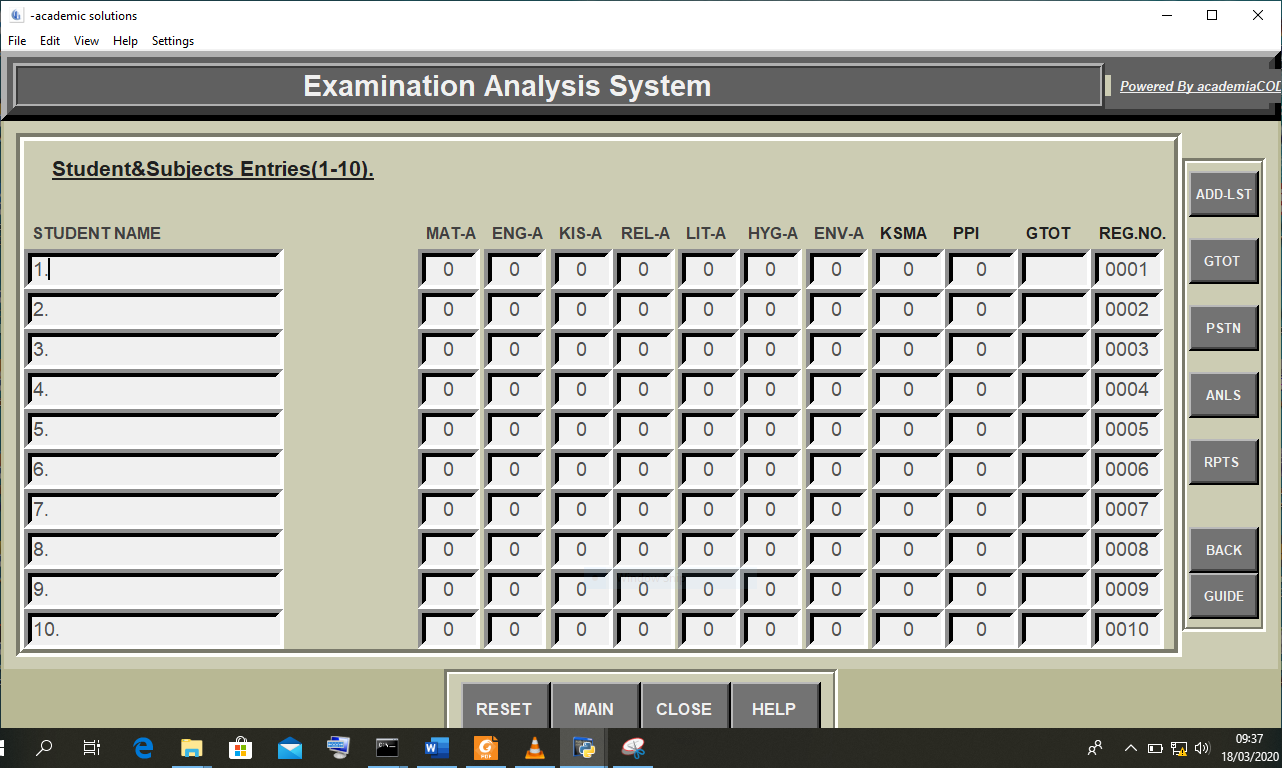 -academic solutions
File Edit View Help Settings
Examination Analysis System
Powered By academiaCOD
Student&Subjects Entries(1-10).
STUDENT NAME MAT-A ENG-A KIS-A REL-A LIT-A HYG-A ENV-A KSMA PPI GTOT REG.NO.
1. 0 0 0 0 0 0 0 0 0 0001
2. 0 0 0 0 0 0 0 0 0 0002
3. 0 0 0 0 0 0 0 0 0 0003
4. 0 0 0 0 0 0 0 0 0 0004
5. 0 0 0 0 0 0 0 0 0 0005
6. 0 0 0 0 0 0 0 0 0 0006
7. 0 0 0 0 0 0 0 0 0 0007
8. 0 0 0 0 0 0 0 0 0 0008
9. 0 0 0 0 0 0 0 0 0 0009
10. 0 0 0 0 0 0 0 0 0 0010
ADD-LST
GTOT
PSTN
ANLS
RPTS
BACK
GUIDE
RESET MAIN CLOSE HELP
09:37
18/03/2020